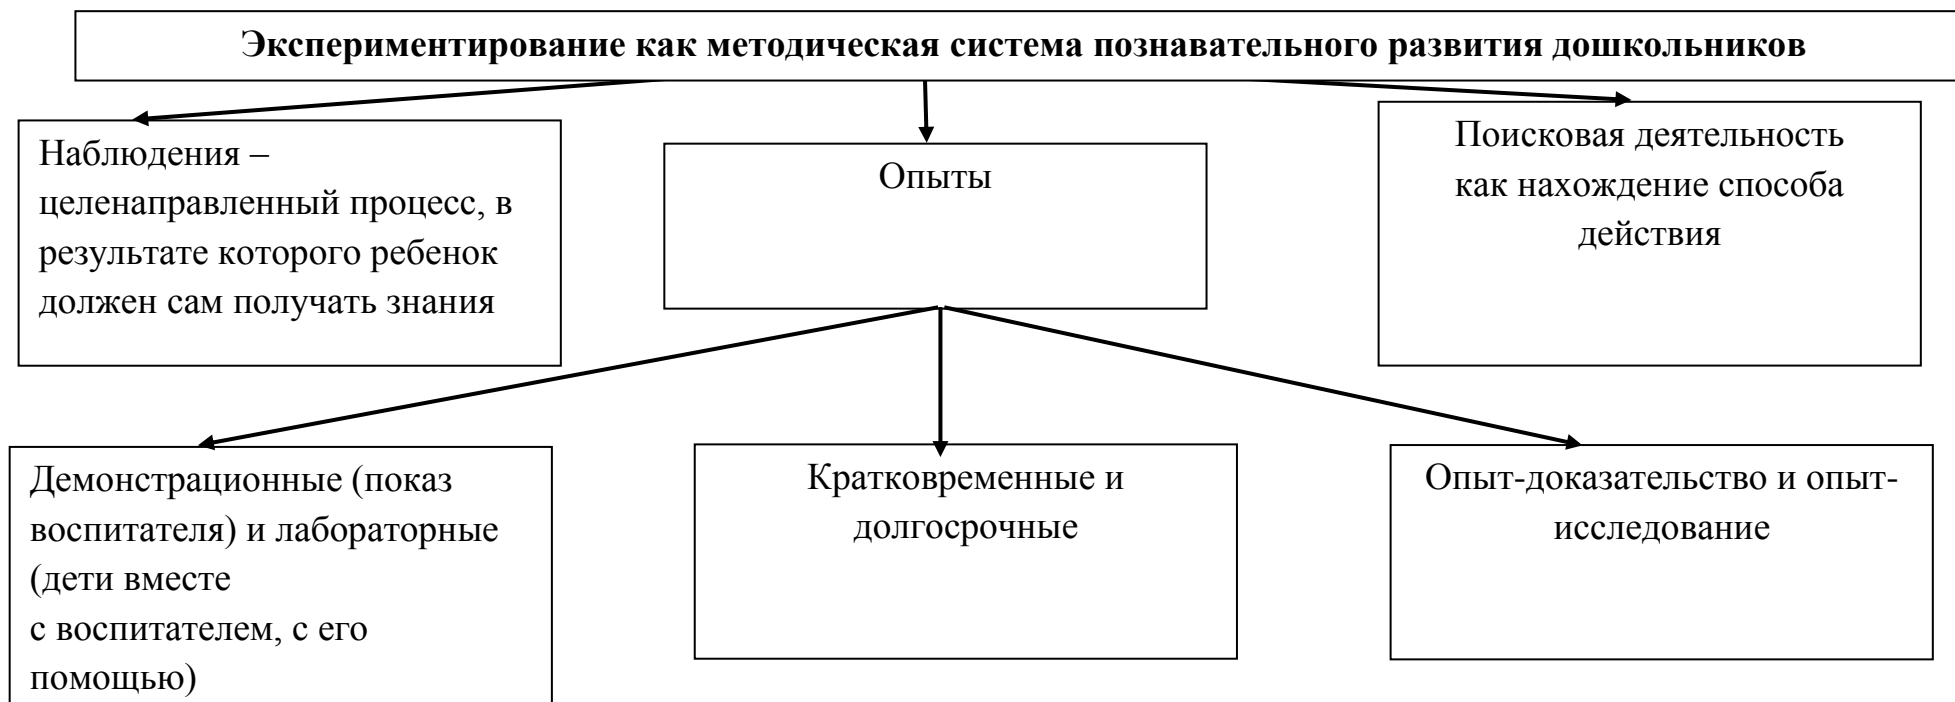 Экспериментирование как методическая система познавательного развития дошкольников
Наблюдения –
целенаправленный процесс, в
результате которого ребенок
должен сам получать знания
Опыты
Поисковая деятельность
как нахождение способа
действия
Демонстрационные (показ
воспитателя) и лабораторные
(дети вместе
с воспитателем, с его
помощью)
Кратковременные и
долгосрочные
Опыт-доказательство и опыт-
исследование